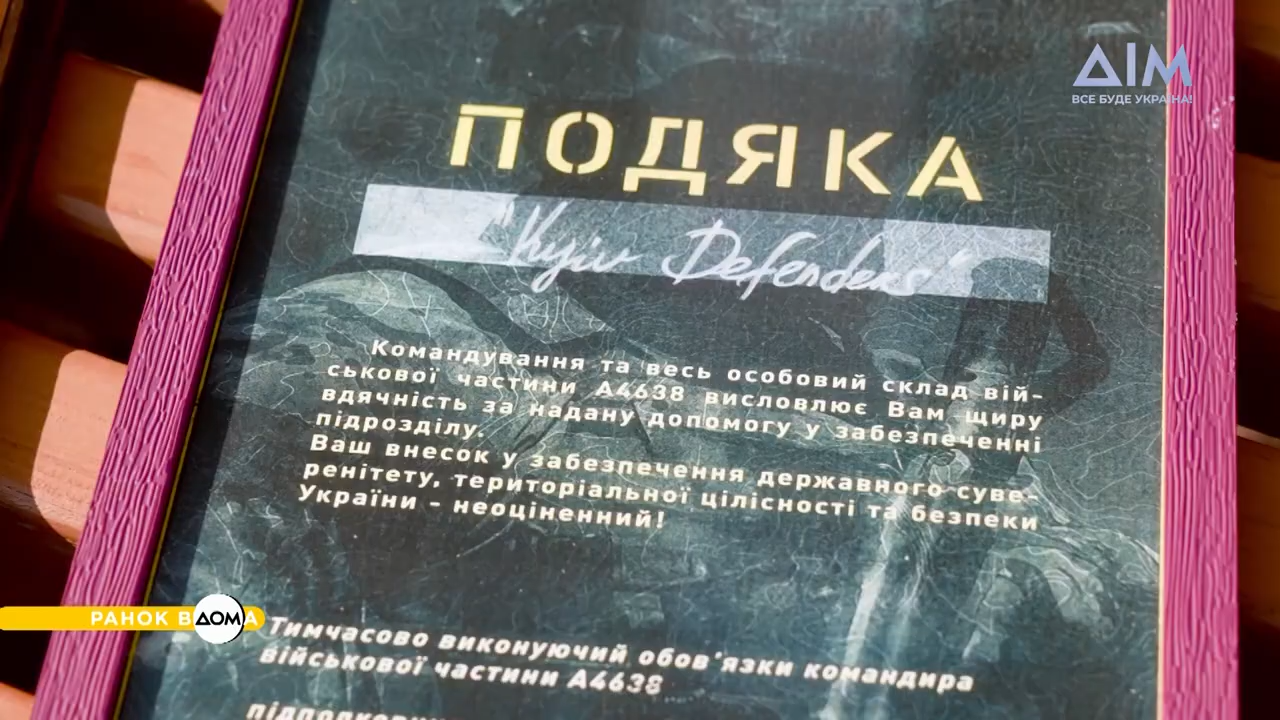 ДІМ
ВСЕ БУДЕ УКРАЇНА!
ПОДЯКА
"Kyiv Defenders"
Командування та весь особовий склад вій-
ськової частини А4638 висловлює Вам щиру
вдячність за надану допомогу у забезпеченні
підрозділу.
Ваш внесок у забезпечення державного суве-
ренітету, територіальної цілісності та безпеки
України – неоціненний!
РАНОК В
ДОМА
Тимчасово виконуючий обов'язки командира
військової частини А4638